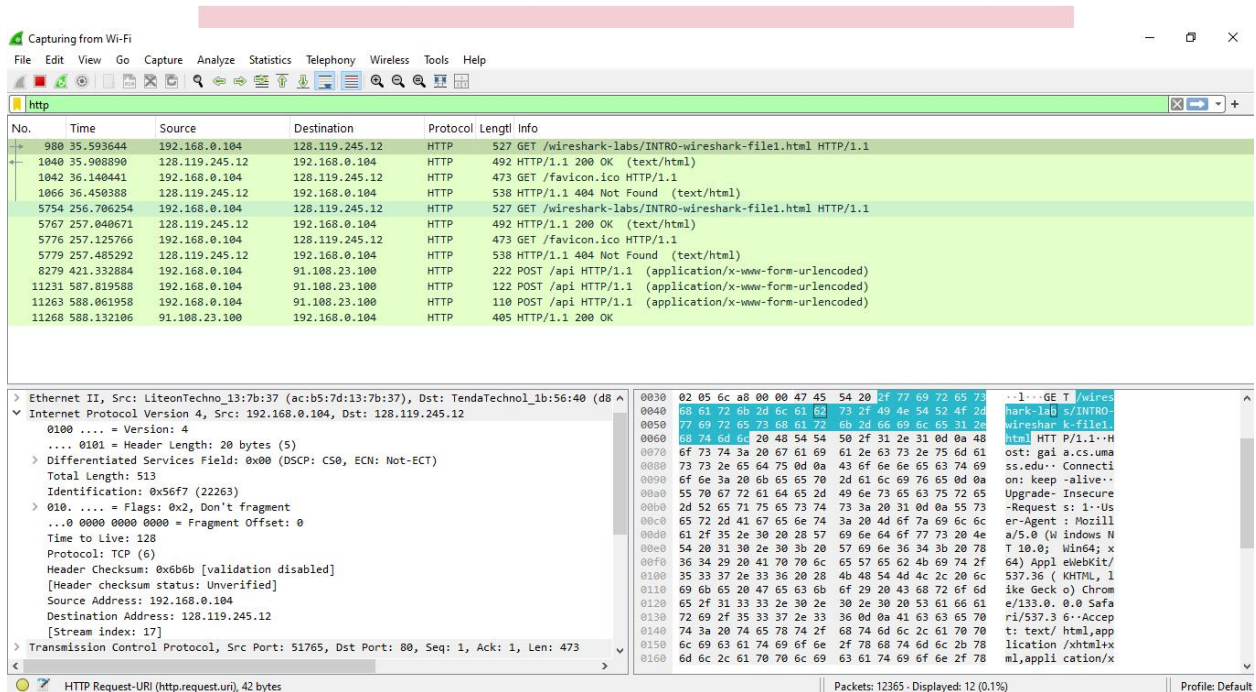 Capturing from Wi-Fi
File Edit View Go Capture Analyze Statistics Telephony Wireless Tools Help
http
No. Time Source Destination Protocol Lengtl Info
980 35.593644 192.168.0.104 128.119.245.12 HTTP 527 GET /wireshark-labs/INTRO-wireshark-file1.html HTTP/1.1
1040 35.908890 128.119.245.12 192.168.0.104 HTTP 492 HTTP/1.1 200 OK (text/html)
1042 36.140441 192.168.0.104 128.119.245.12 HTTP 473 GET /favicon.ico HTTP/1.1
1066 36.450388 128.119.245.12 192.168.0.104 HTTP 538 HTTP/1.1 404 Not Found (text/html)
5754 256.706254 192.168.0.104 128.119.245.12 HTTP 527 GET /wireshark-labs/INTRO-wireshark-file1.html HTTP/1.1
5767 257.040671 128.119.245.12 192.168.0.104 HTTP 492 HTTP/1.1 200 OK (text/html)
5776 257.125766 192.168.0.104 128.119.245.12 HTTP 473 GET /favicon.ico HTTP/1.1
5779 257.485292 128.119.245.12 192.168.0.104 HTTP 538 HTTP/1.1 404 Not Found (text/html)
8279 421.332884 192.168.0.104 91.108.23.100 HTTP 222 POST /api HTTP/1.1 (application/x-www-form-urlencoded)
11231 587.819588 192.168.0.104 91.108.23.100 HTTP 122 POST /api HTTP/1.1 (application/x-www-form-urlencoded)
11263 588.061958 192.168.0.104 91.108.23.100 HTTP 110 POST /api HTTP/1.1 (application/x-www-form-urlencoded)
11268 588.132106 91.108.23.100 192.168.0.104 HTTP 405 HTTP/1.1 200 OK
Ethernet II, Src: LiteonTechno_13:7b:37 (ac:b5:7d:13:7b:37), Dst: TendaTechnol_1b:56:40 (d8
Internet Protocol Version 4, Src: 192.168.0.104, Dst: 128.119.245.12
0100 .... = Version: 4
.... 0101 = Header Length: 20 bytes (5)
Differentiated Services Field: 0x00 (DSCP: CS0, ECN: Not-ECT)
Total Length: 513
Identification: 0x56f7 (22263)
010. .... = Flags: 0x2, Don't fragment
...0 0000 0000 0000 = Fragment Offset: 0
Time to Live: 128
Protocol: TCP (6)
Header Checksum: 0x6b6b [validation disabled]
[Header checksum status: Unverified]
Source Address: 192.168.0.104
Destination Address: 128.119.245.12
[Stream index: 17]
Transmission Control Protocol, Src Port: 51765, Dst Port: 80, Seq: 1, Ack: 1, Len: 473
0030 02 05 6c a8 00 00 47 45 54 20 2f 77 69 72 65 73 ··l···GE T /wires
0040 68 61 72 6b 2d 6c 61 62 73 2f 49 4e 54 52 4f 2d hark-lab s/INTRO-
0050 77 69 72 65 73 68 61 72 6b 2d 66 69 6c 65 31 2e wireshar k-file1.
0060 68 74 6d 6c 20 48 54 54 50 2f 31 2e 31 0d 0a 48 html HTT P/1.1··H
0070 6f 73 74 3a 20 67 61 69 61 2e 63 73 2e 75 6d 61 ost: gai a.cs.uma
0080 73 73 2e 65 64 75 0d 0a 43 6f 6e 6e 65 63 74 69 ss.edu·· Connecti
0090 6f 6e 3a 20 6b 65 65 70 2d 61 6c 69 76 65 0d 0a on: keep -alive··
00a0 55 70 67 72 61 64 65 2d 49 6e 73 65 63 75 72 65 Upgrade- Insecure
00b0 2d 52 65 71 75 65 73 74 73 3a 20 31 0d 0a 55 73 -Request s: 1··Us
00c0 65 72 2d 41 67 65 6e 74 3a 20 4d 6f 7a 69 6c 6c er-Agent : Mozill
00d0 61 2f 35 2e 30 20 28 57 69 6e 64 6f 77 73 20 4e a/5.0 (W indows N
00e0 54 20 31 30 2e 30 3b 20 57 69 6e 36 34 3b 20 78 T 10.0; Win64; x
00f0 36 34 29 20 41 70 70 6c 65 57 65 62 4b 69 74 2f 64) Appl eWebKit/
0100 35 33 37 2e 33 36 20 28 4b 48 54 4d 4c 2c 20 6c 537.36 ( KHTML, l
0110 69 6b 65 20 47 65 63 6b 6f 29 20 43 68 72 6f 6d ike Geck o) Chrom
0120 65 2f 31 33 33 2e 30 2e 30 2e 30 20 53 61 66 61 e/133.0. 0.0 Safa
0130 72 69 2f 35 33 37 2e 33 36 0d 0a 41 63 63 65 70 ri/537.3 6··Accep
0140 74 3a 20 74 65 78 74 2f 68 74 6d 6c 2c 61 70 70 t: text/ html,app
0150 6c 69 63 61 74 69 6f 6e 2f 78 68 74 6d 6c 2b 78 lication /xhtml+x
0160 6d 6c 2c 61 70 70 6c 69 63 61 74 69 6f 6e 2f 78 ml,appli cation/x
HTTP Request-URI (http.request.uri), 42 bytes Packets: 12365 · Displayed: 12 (0.1%) Profile: Default